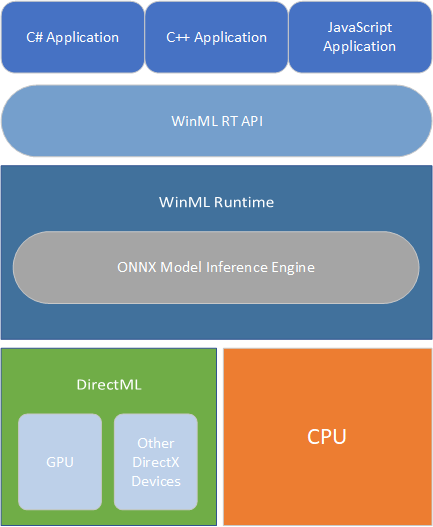 C# Application
C++ Application
JavaScript
Application
WinML RT API
WinML Runtime
ONNX Model Inference Engine
DirectML
GPU
Other
DirectX
Devices
CPU